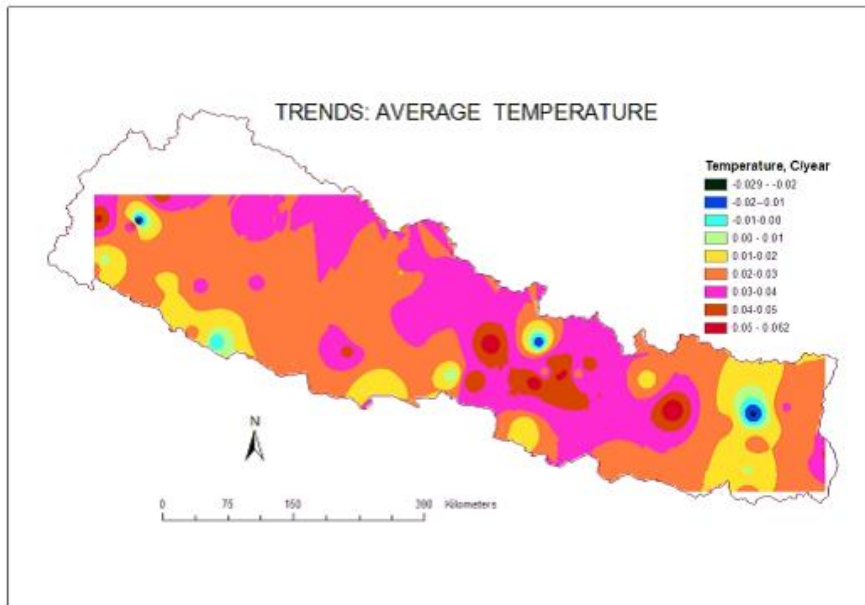 TRENDS: AVERAGE TEMPERATURE
Temperature, C/year
-0.029 - -0.02
-0.02--0.01
-0.01-0.00
0.00 - 0.01
0.01-0.02
0.02-0.03
0.03-0.04
0.04-0.05
0.05 - 0.062
N
0 75 150 300 Kilometers